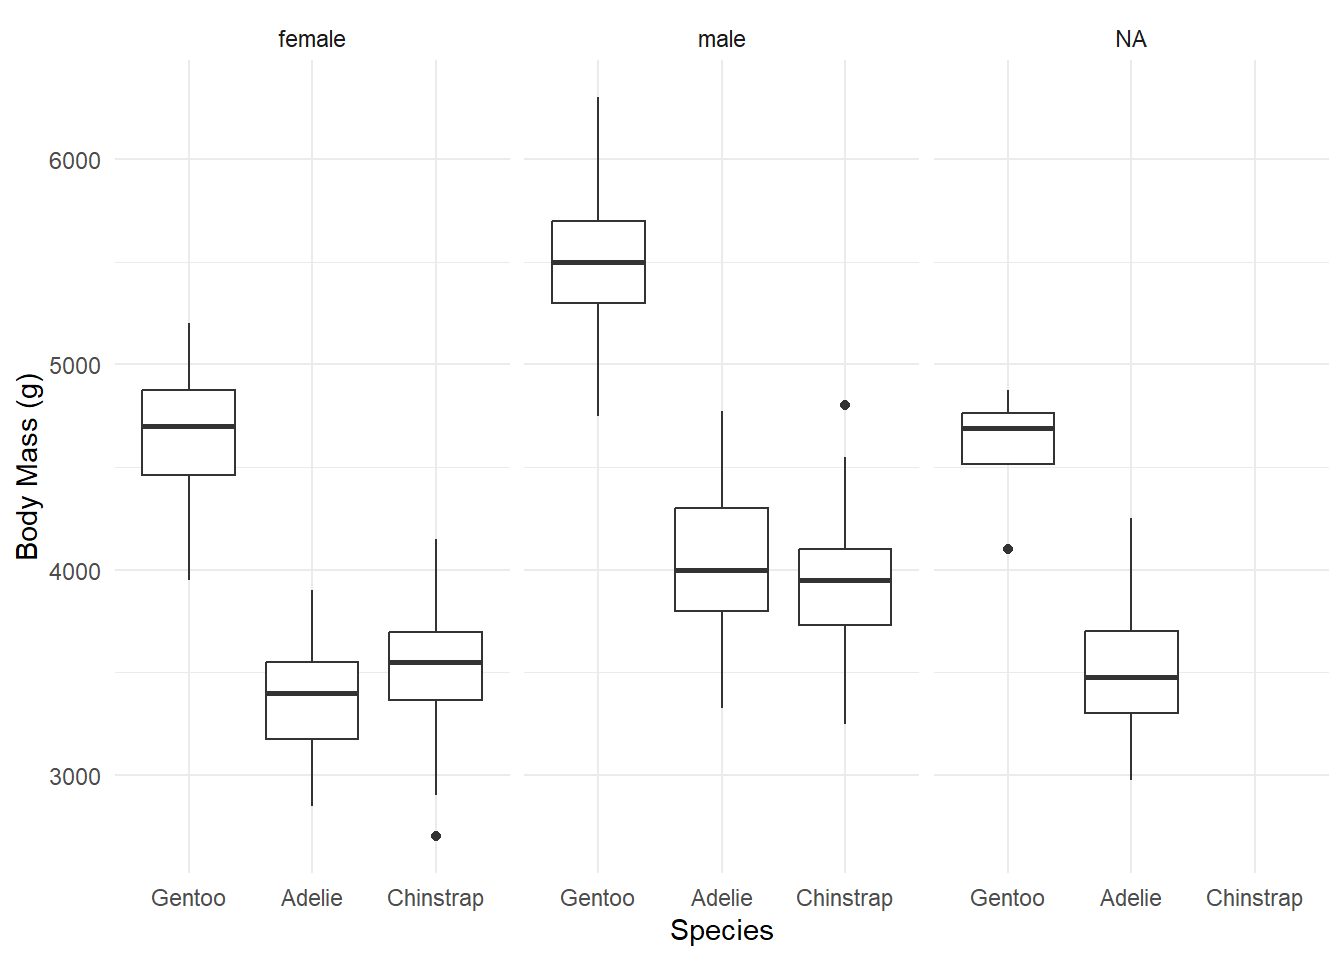 female male NA
6000
5000
4000
3000
Body Mass (g)
Gentoo Adelie Chinstrap Gentoo Adelie Chinstrap Gentoo Adelie Chinstrap
Species